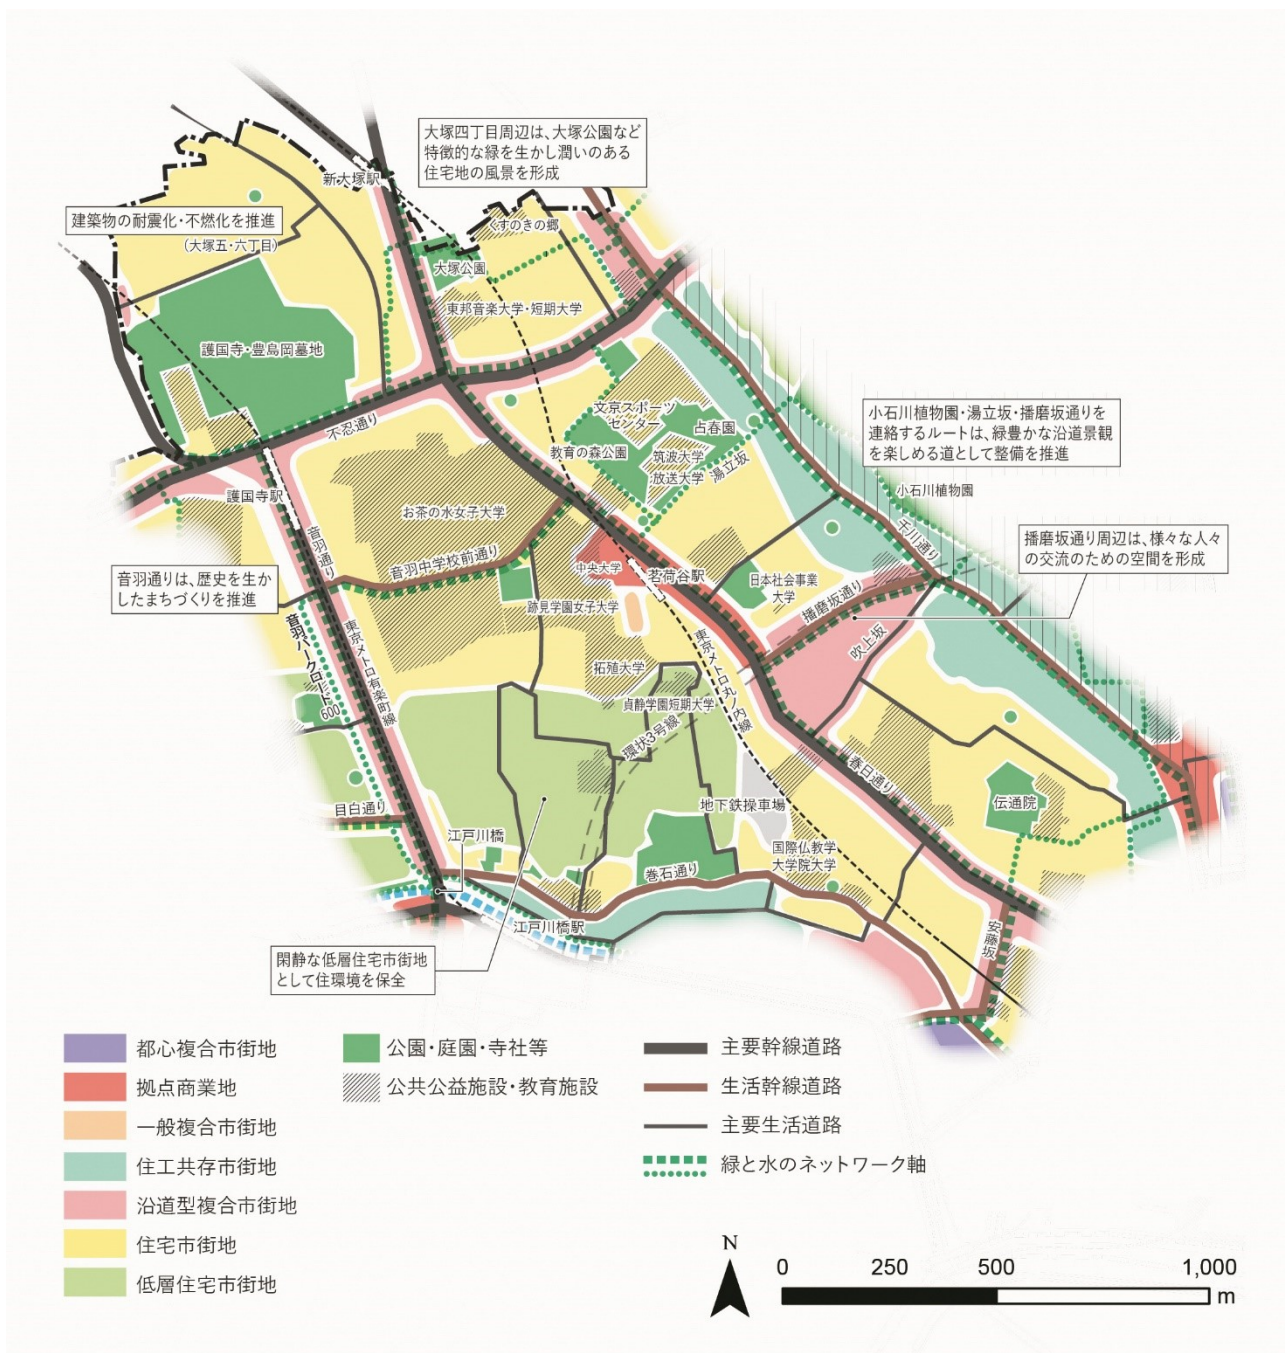 大塚四丁目周辺は、大塚公園など
特徴的な緑を生かし潤いのある
住宅地の風景を形成
新大塚駅
建築物の耐震化・不燃化を推進
(大塚五・六丁目)
くすのきの郷
大塚公園
東邦音楽大学・短期大学
護国寺・豊島岡墓地
不忍通り
文京スポーツ
センター
占春園
教育の森公園
筑波大学
放送大学
湯立坂
小石川植物園・湯立坂・播磨坂通りを
連絡するルートは、緑豊かな沿道景観
を楽しめる道として整備を推進
小石川植物園
千川通り
護国寺駅
お茶の水女子大学
音羽通り
音羽中学校前通り
中央大学
茗荷谷駅
日本社会事業
大学
播磨坂通り
播磨坂通り周辺は、様々な人々
の交流のための空間を形成
音羽通りは、歴史を生か
したまちづくりを推進
跡見学園女子大学
吹上坂
音羽パークロード
600
東京メトロ有楽町線
拓殖大学
東京メトロ丸ノ内線
貞静学園短期大学
環状3号線
春日通り
地下鉄操車場
伝通院
目白通り
江戸川橋
国際仏教学
大学院大学
巻石通り
江戸川橋駅
安藤坂
閑静な低層住宅市街地
として住環境を保全
都心複合市街地
拠点商業地
一般複合市街地
住工共存市街地
沿道型複合市街地
住宅市街地
低層住宅市街地
公園・庭園・寺社等
公共公益施設・教育施設
主要幹線道路
生活幹線道路
主要生活道路
緑と水のネットワーク軸
N
0 250 500 1,000
m